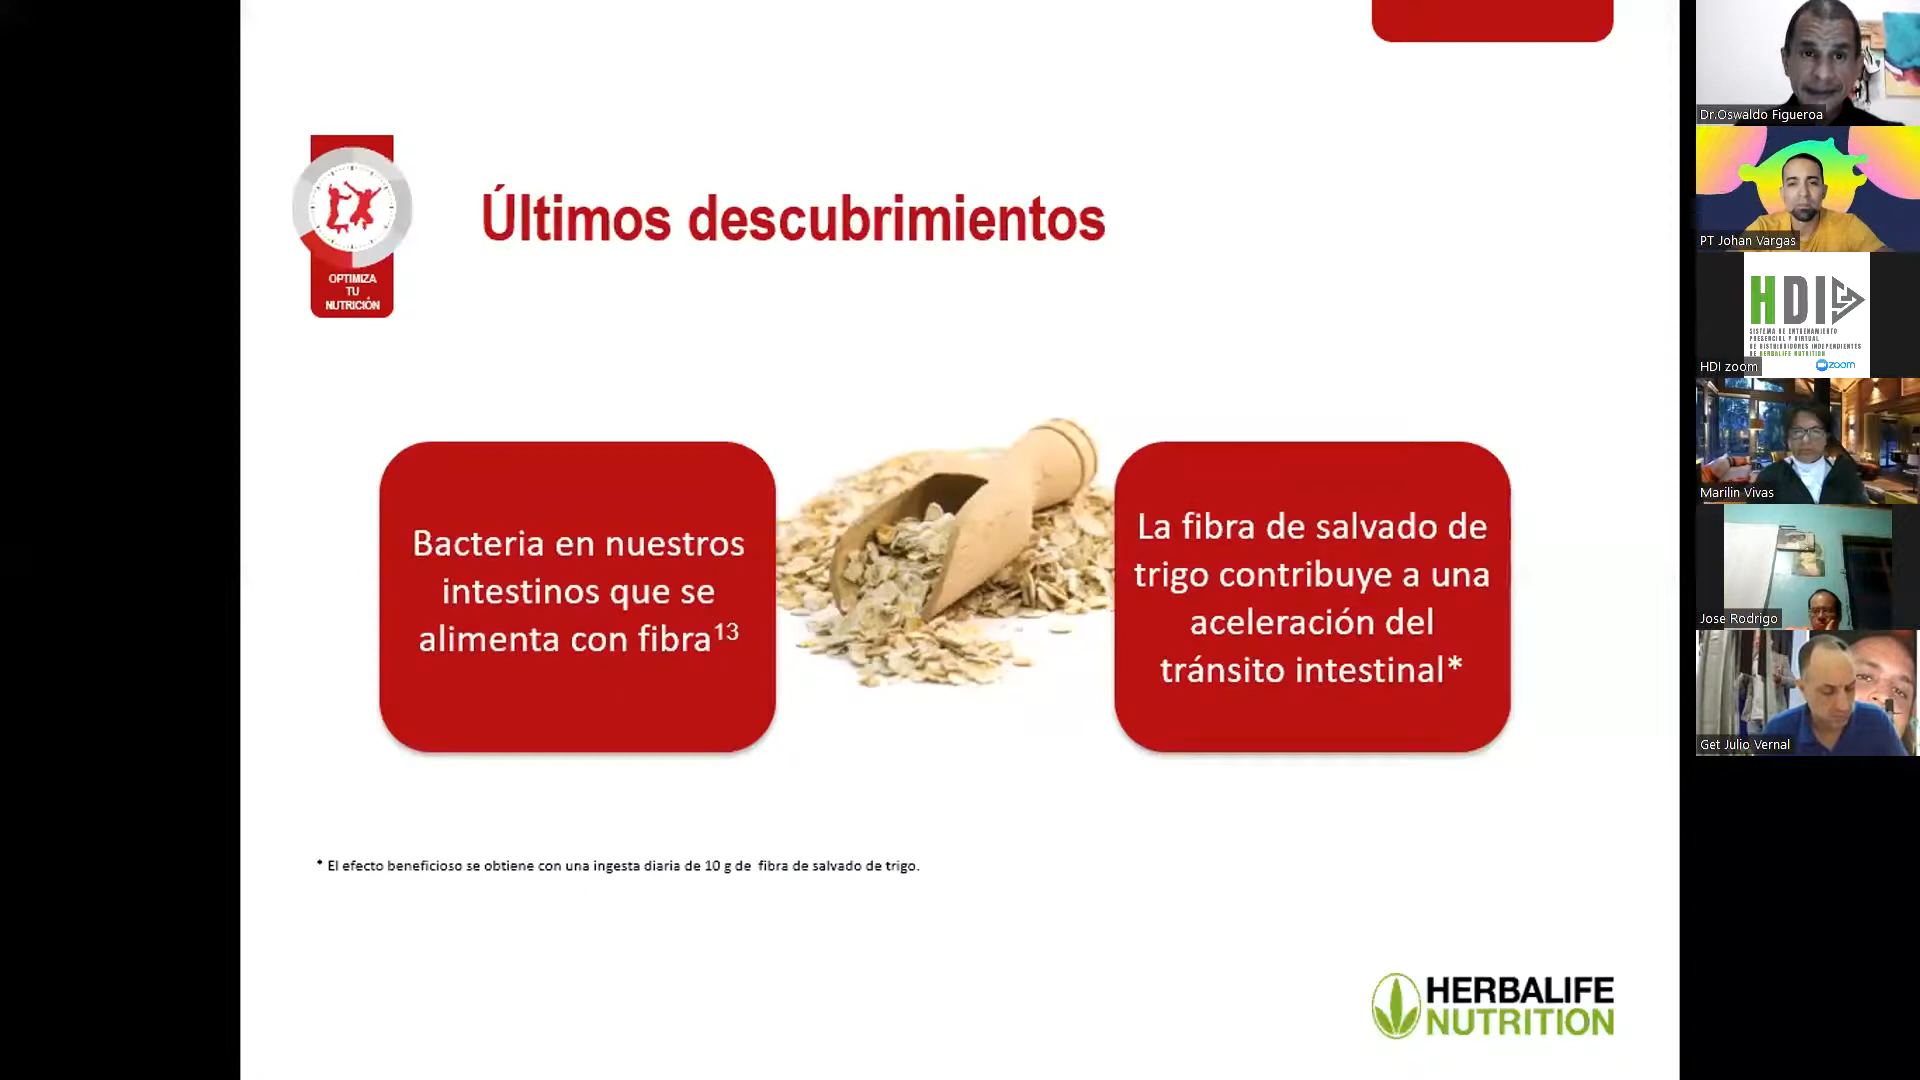 OPTIMIZA
TU
NUTRICIÓN
Últimos descubrimientos
Bacteria en nuestros
intestinos que se
alimenta con fibra13
La fibra de salvado de
trigo contribuye a una
aceleración del
tránsito intestinal*
* El efecto beneficioso se obtiene con una ingesta diaria de 10 g de fibra de salvado de trigo.
HERBALIFE
NUTRITION
Dr.Oswaldo Figueroa
PT Johan Vargas
HDI
SISTEMA DE ENTRENAMIENTO
PRESENCIAL Y VIRTUAL
DE DISTRIBUIDORES INDEPENDIENTES
DE HERBALIFE NUTRITION
zoom
HDI zoom
Marilin Vivas
Jose Rodrigo
Get Julio Vernal